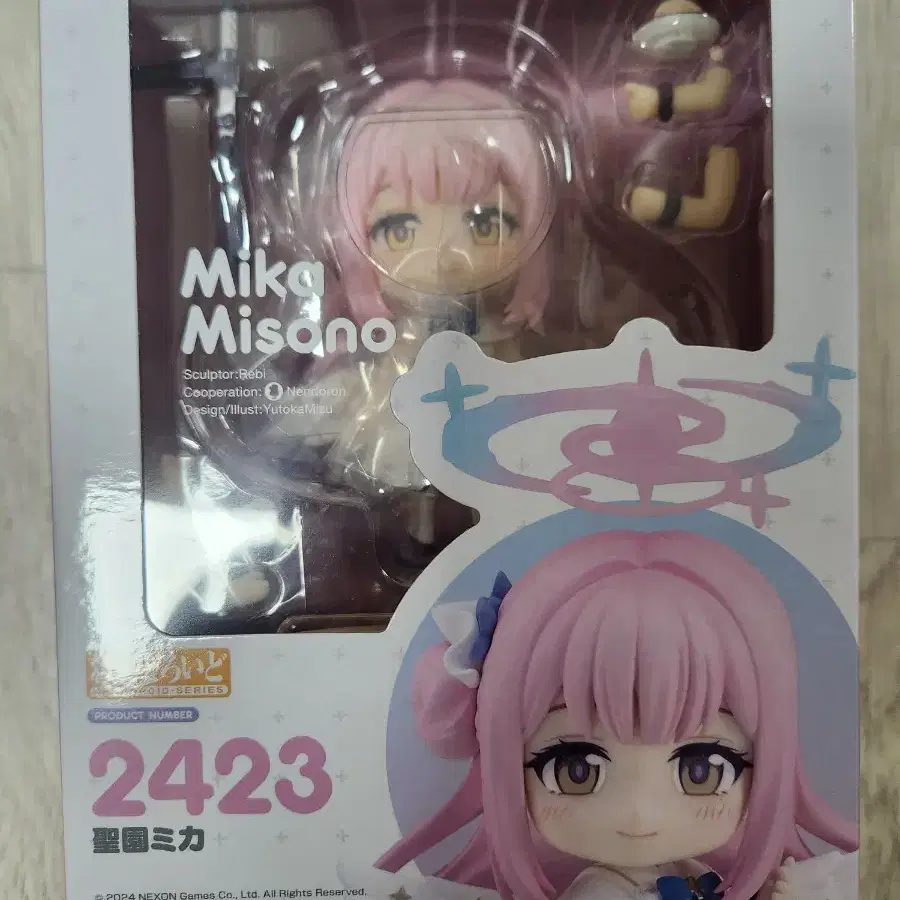 Mika
Misono
Sculptor:Rebi
Cooperation: Nendoron
Design/Illust:YutokaMizu
PRODUCT NUMBER
2423
聖園ミカ
© 2024 NEXON Games Co., Ltd. All Rights Reserved.